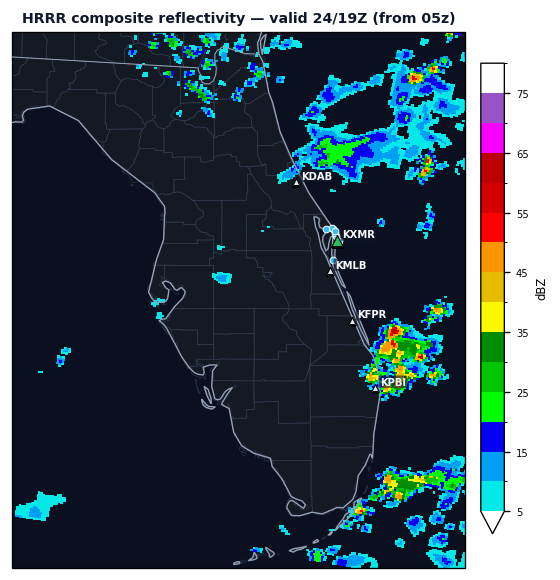 HRRR composite reflectivity — valid 24/19Z (from 05z)
KDAB
KXMR
KMLB
KFPR
KPBI
75
65
55
45
35
25
15
5
dBZ